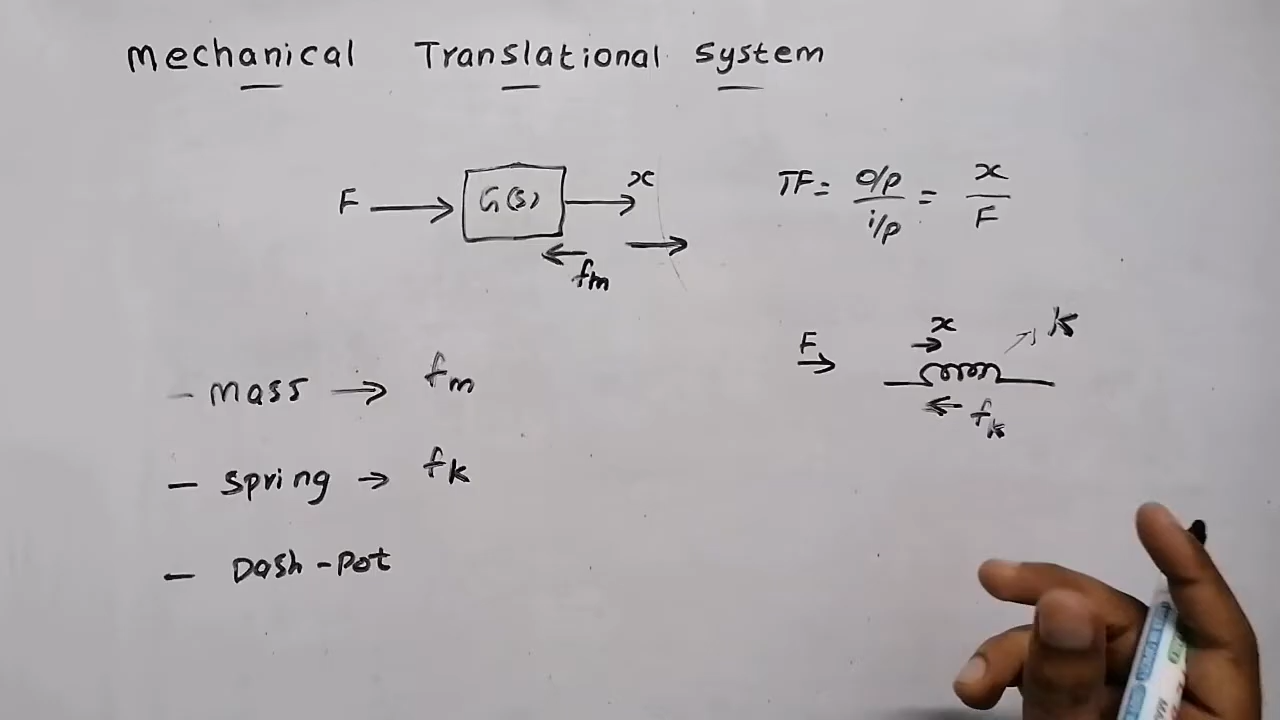 Mechanical Translational System
F G(s) x
fm
TF = o/p / i/p = x / F
F x k
fk
- mass → fm
- spring → fk
- Dash-pot